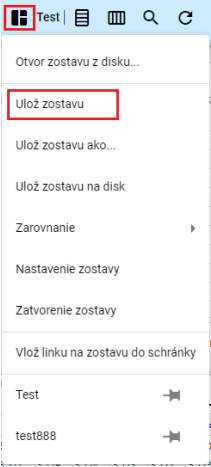 Test
Otvor zostavu z disku...
Ulož zostavu
Ulož zostavu ako...
Ulož zostavu na disk
Zarovnanie
Nastavenie zostavy
Zatvorenie zostavy
Vlož linku na zostavu do schránky
Test
test888